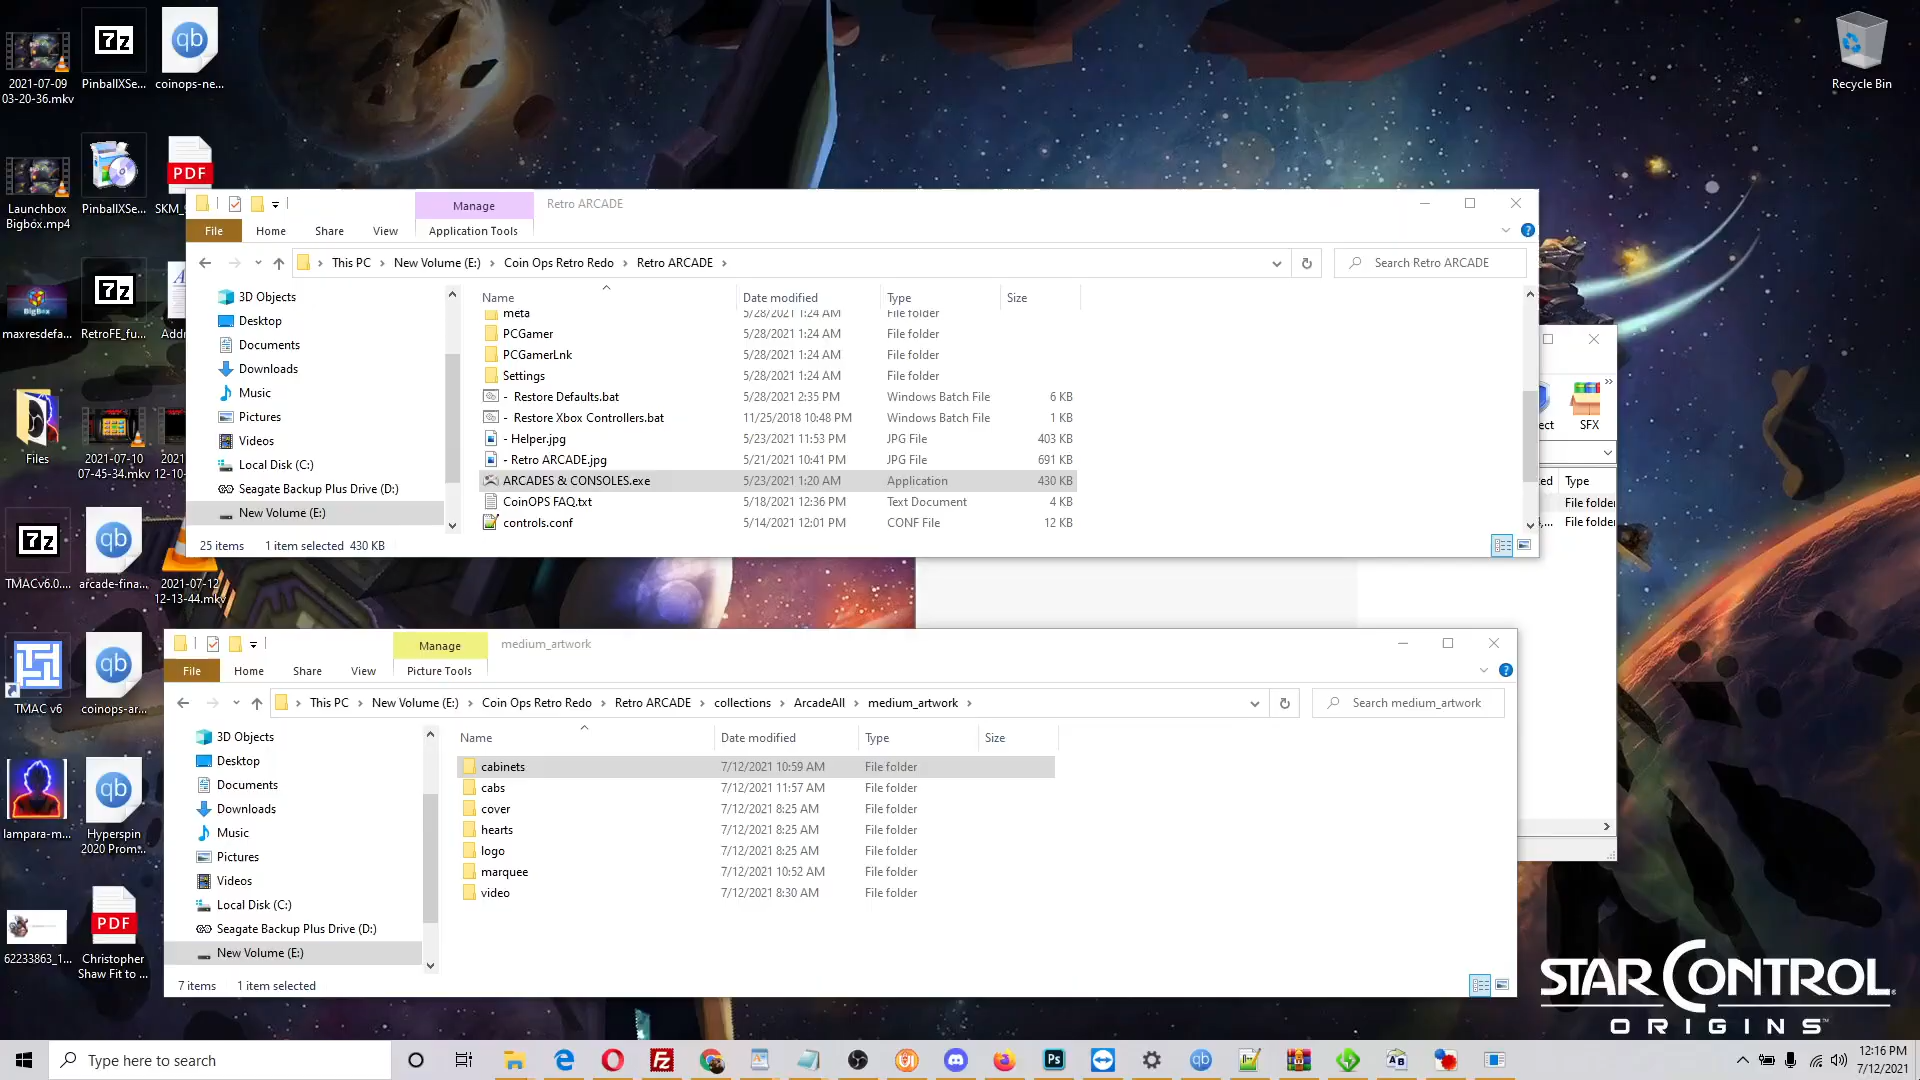 2021-07-09
03-20-36.mkv
PinballXSe...
coinops-ne...
Recycle Bin
Launchbox
Bigbox.mp4
PinballXSe...
PDF
maxresdefa...
RetroFE_fu...
Files
2021-07-10
07-45-34.mkv
TMACv6.0....
arcade-fina...
2021-07-12
12-13-44.mkv
TMAC v6
coinops-ar...
lampara-m...
Hyperspin
2020 Prom...
62233863_1...
PDF
Christopher
Shaw Fit to ...
Manage
Retro ARCADE
File
Home
Share
View
Application Tools
This PC > New Volume (E:) > Coin Ops Retro Redo > Retro ARCADE >
Search Retro ARCADE
3D Objects
Desktop
Documents
Downloads
Music
Pictures
Videos
Local Disk (C:)
Seagate Backup Plus Drive (D:)
New Volume (E:)
Name Date modified Type Size
meta 5/28/2021 1:24 AM File folder
PCGamer 5/28/2021 1:24 AM File folder
PCGamerLnk 5/28/2021 1:24 AM File folder
Settings 5/28/2021 1:24 AM File folder
- Restore Defaults.bat 5/28/2021 2:35 PM Windows Batch File 6 KB
- Restore Xbox Controllers.bat 11/25/2018 10:48 PM Windows Batch File 1 KB
- Helper.jpg 5/23/2021 11:53 PM JPG File 403 KB
- Retro ARCADE.jpg 5/21/2021 10:41 PM JPG File 691 KB
ARCADES & CONSOLES.exe 5/23/2021 1:20 AM Application 430 KB
CoinOPS FAQ.txt 5/18/2021 12:36 PM Text Document 4 KB
controls.conf 5/14/2021 12:01 PM CONF File 12 KB
25 items 1 item selected 430 KB
SFX
Type
File folder
File folder
Manage
medium_artwork
File
Home
Share
View
Picture Tools
This PC > New Volume (E:) > Coin Ops Retro Redo > Retro ARCADE > collections > ArcadeAll > medium_artwork >
Search medium_artwork
3D Objects
Desktop
Documents
Downloads
Music
Pictures
Videos
Local Disk (C:)
Seagate Backup Plus Drive (D:)
New Volume (E:)
Name Date modified Type Size
cabinets 7/12/2021 10:59 AM File folder
cabs 7/12/2021 11:57 AM File folder
cover 7/12/2021 8:25 AM File folder
hearts 7/12/2021 8:25 AM File folder
logo 7/12/2021 8:25 AM File folder
marquee 7/12/2021 10:52 AM File folder
video 7/12/2021 8:30 AM File folder
7 items 1 item selected
STAR CONTROL
ORIGINS
Type here to search
12:16 PM
7/12/2021